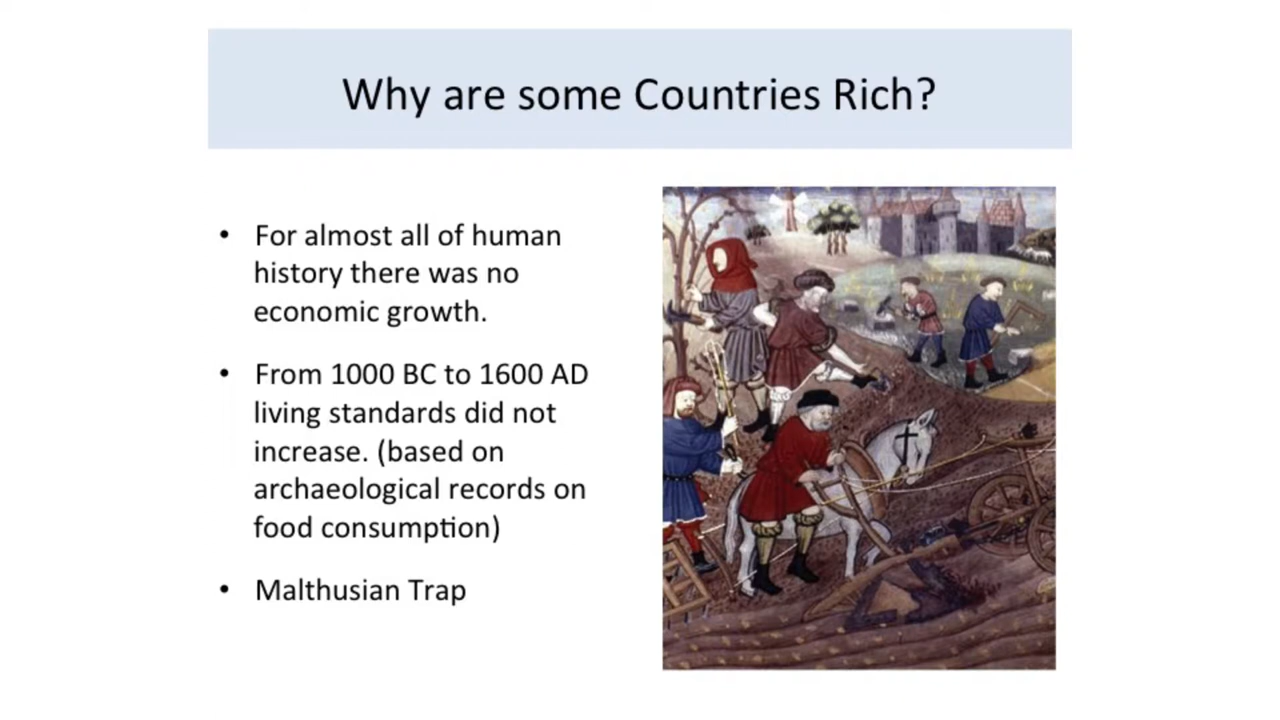 Why are some Countries Rich?
• For almost all of human
history there was no
economic growth.
• From 1000 BC to 1600 AD
living standards did not
increase. (based on
archaeological records on
food consumption)
• Malthusian Trap